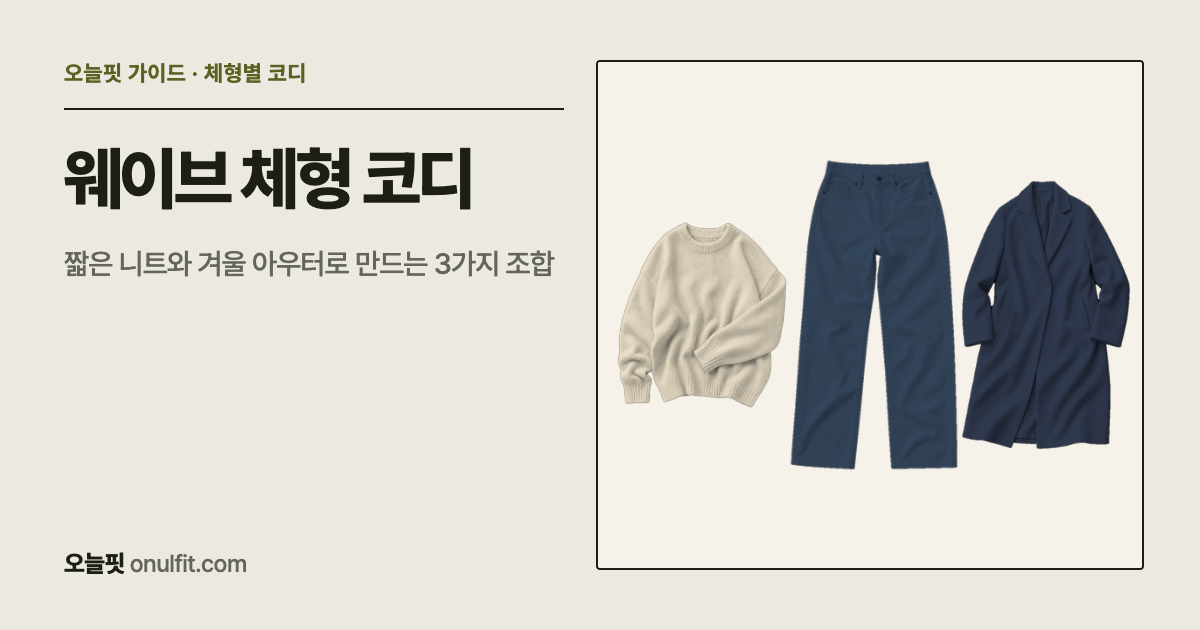 오늘핏 가이드 · 체형별 코디
웨이브 체형 코디
짧은 니트와 겨울 아우터로 만드는 3가지 조합
오늘핏 onulfit.com